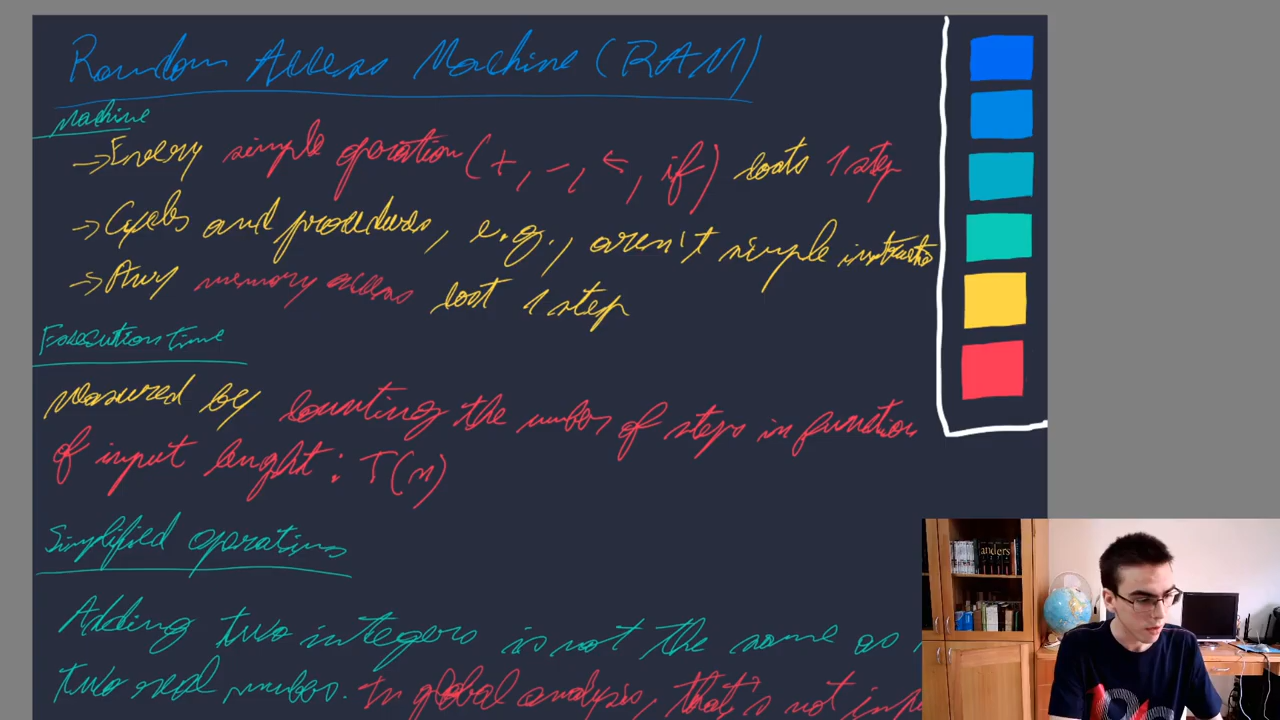 Random Access Machine (RAM)
Machine
→ Every simple operation (+, -, ←, if) costs 1 step
→ Cycles and procedures, e.g., aren't simple
→ Any memory access cost 1 step
Execution time
Measured by counting the number of steps in function
of input lenght: T(n)
Simplified operations
Adding two integers is not the same as
two real numbers. In global analysis, that's not
anders